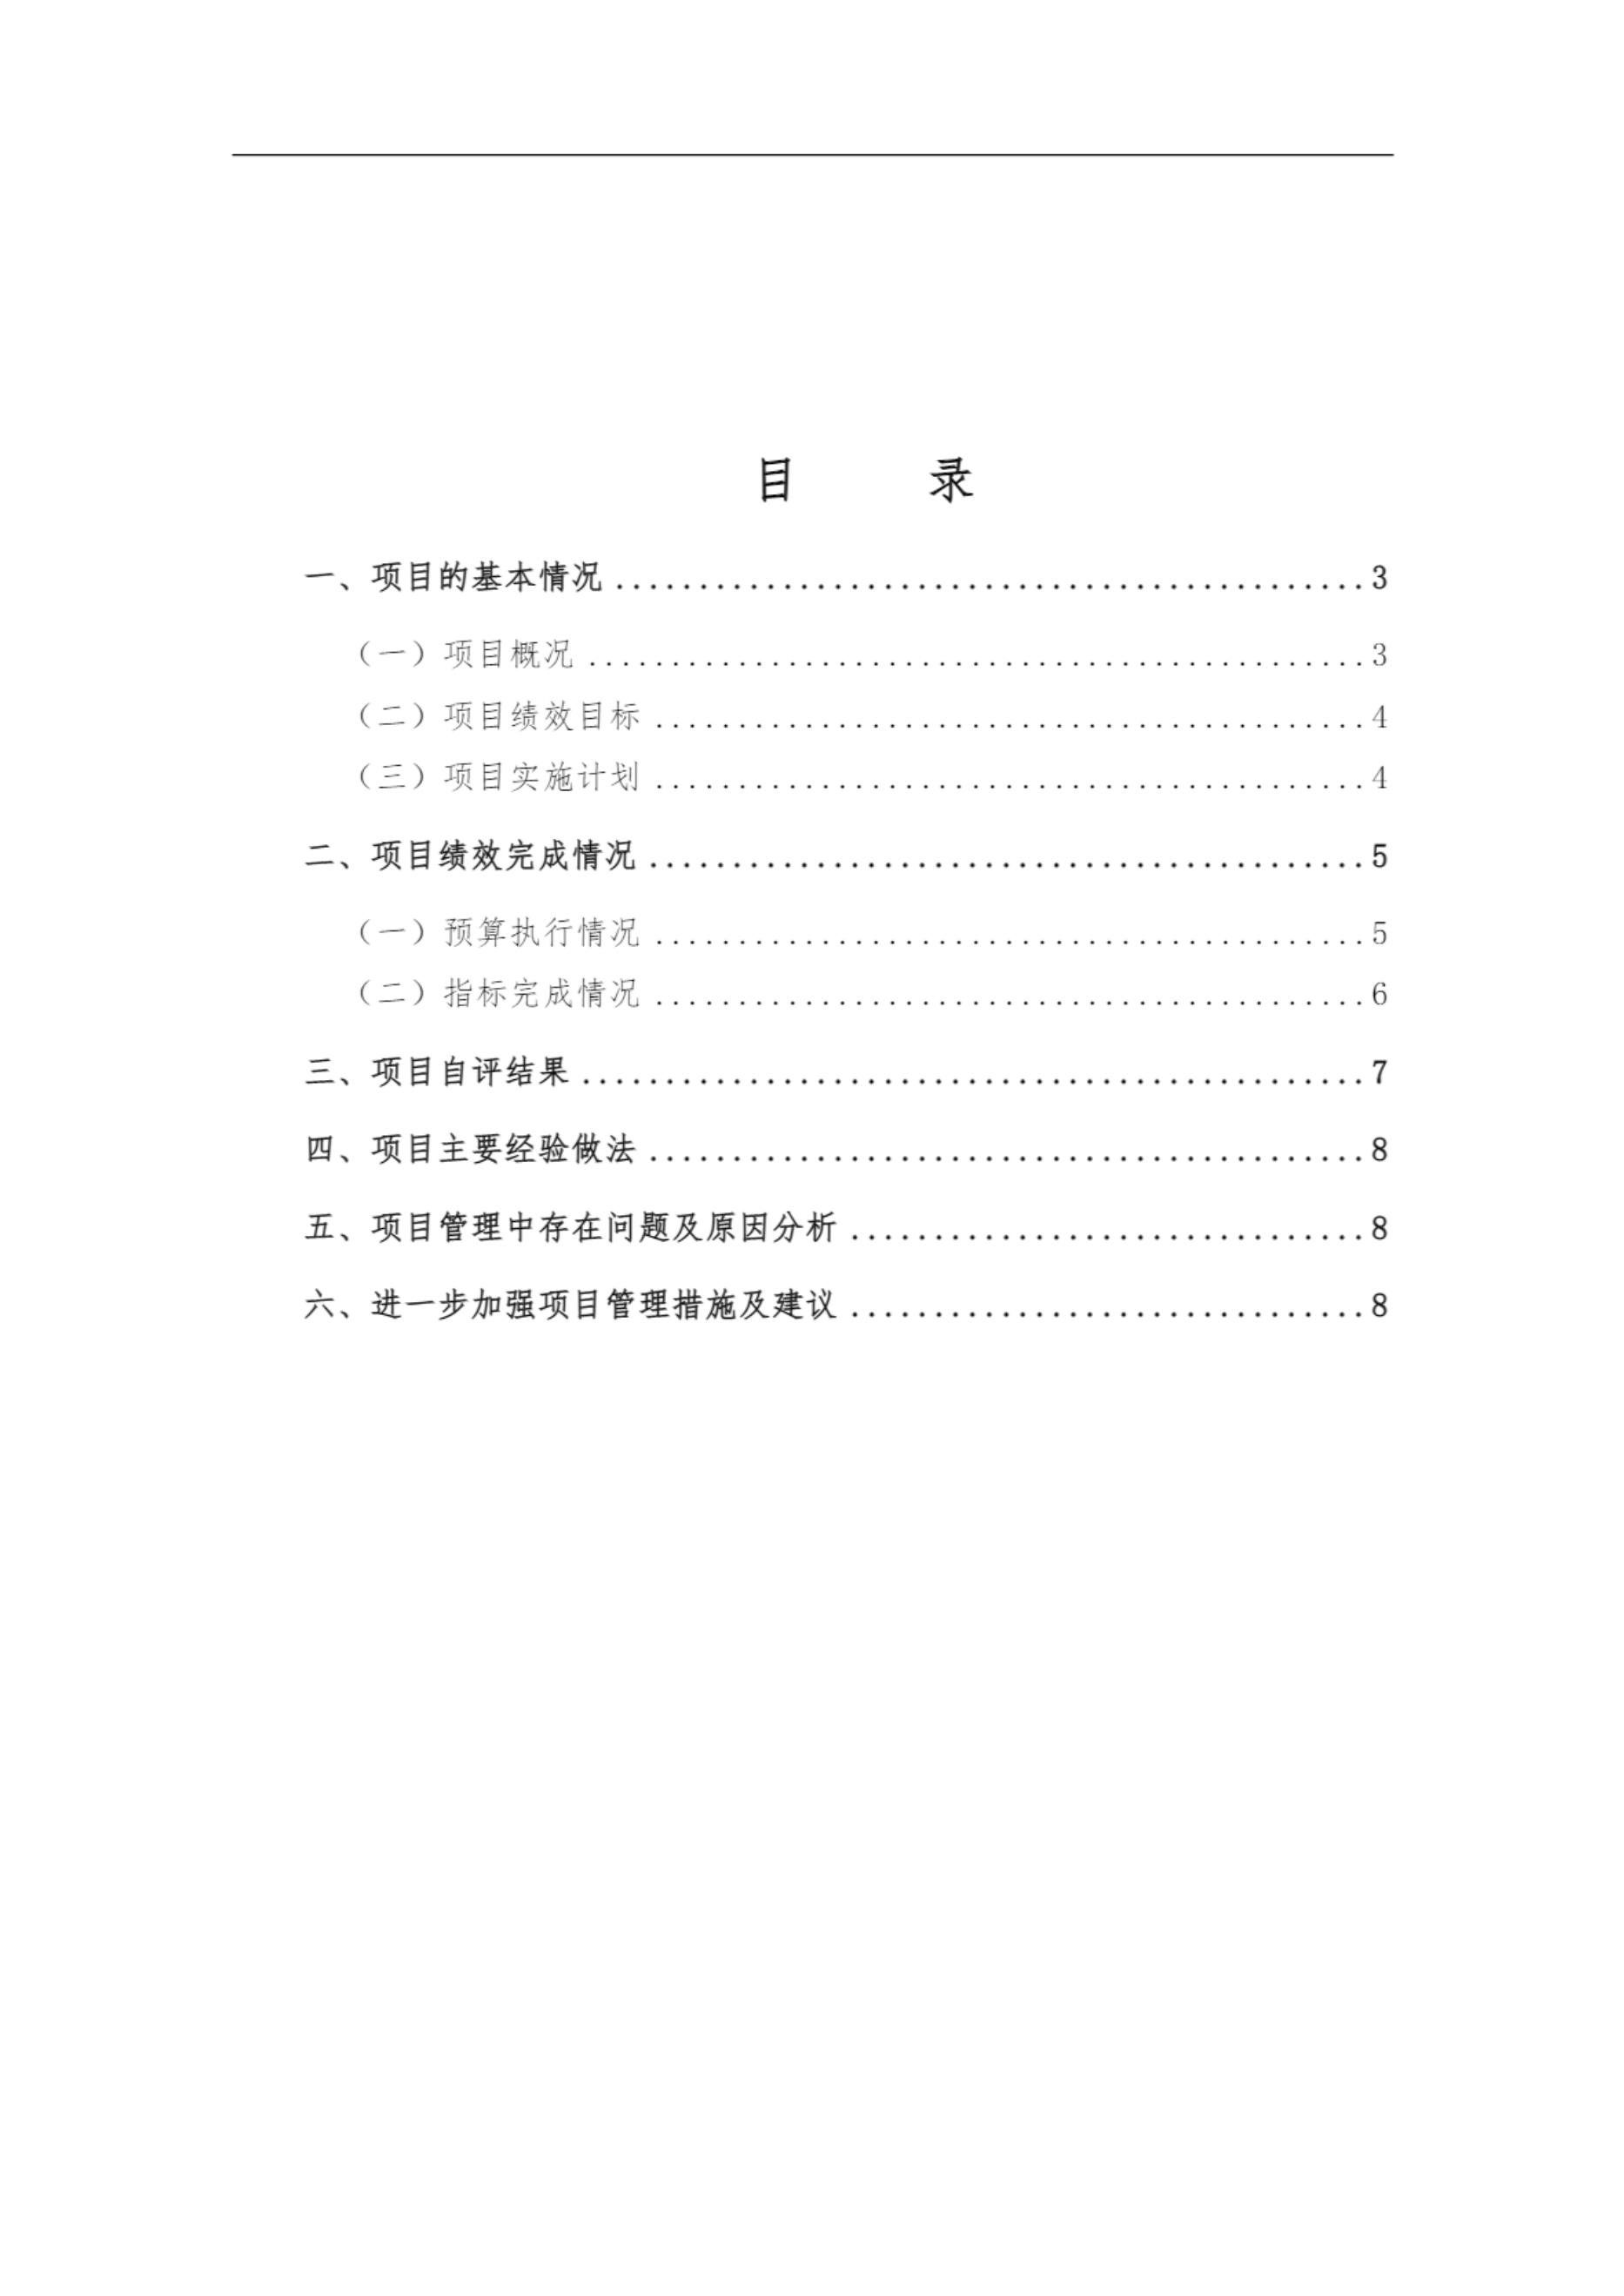 目 录
一、项目的基本情况 ............................................. 3
（一）项目概况 ............................................... 3
（二）项目绩效目标 ........................................... 4
（三）项目实施计划 ........................................... 4
二、项目绩效完成情况 ........................................... 5
（一）预算执行情况 ........................................... 5
（二）指标完成情况 ........................................... 6
三、项目自评结果 ............................................... 7
四、项目主要经验做法 ........................................... 8
五、项目管理中存在问题及原因分析 ............................... 8
六、进一步加强项目管理措施及建议 ............................... 8